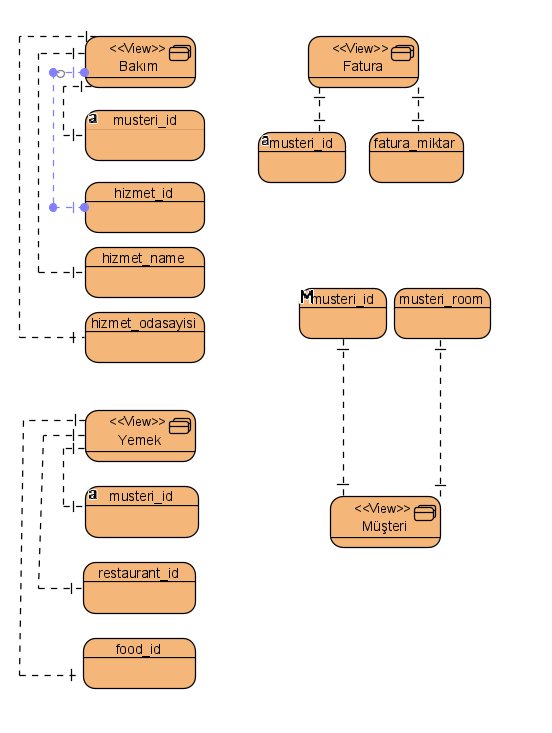 <<View>>
Bakım
a
musteri_id
hizmet_id
hizmet_name
hizmet_odasayisi
<<View>>
Yemek
a
musteri_id
restaurant_id
food_id
<<View>>
Fatura
a
musteri_id
fatura_miktar
M
musteri_id
musteri_room
<<View>>
Müşteri